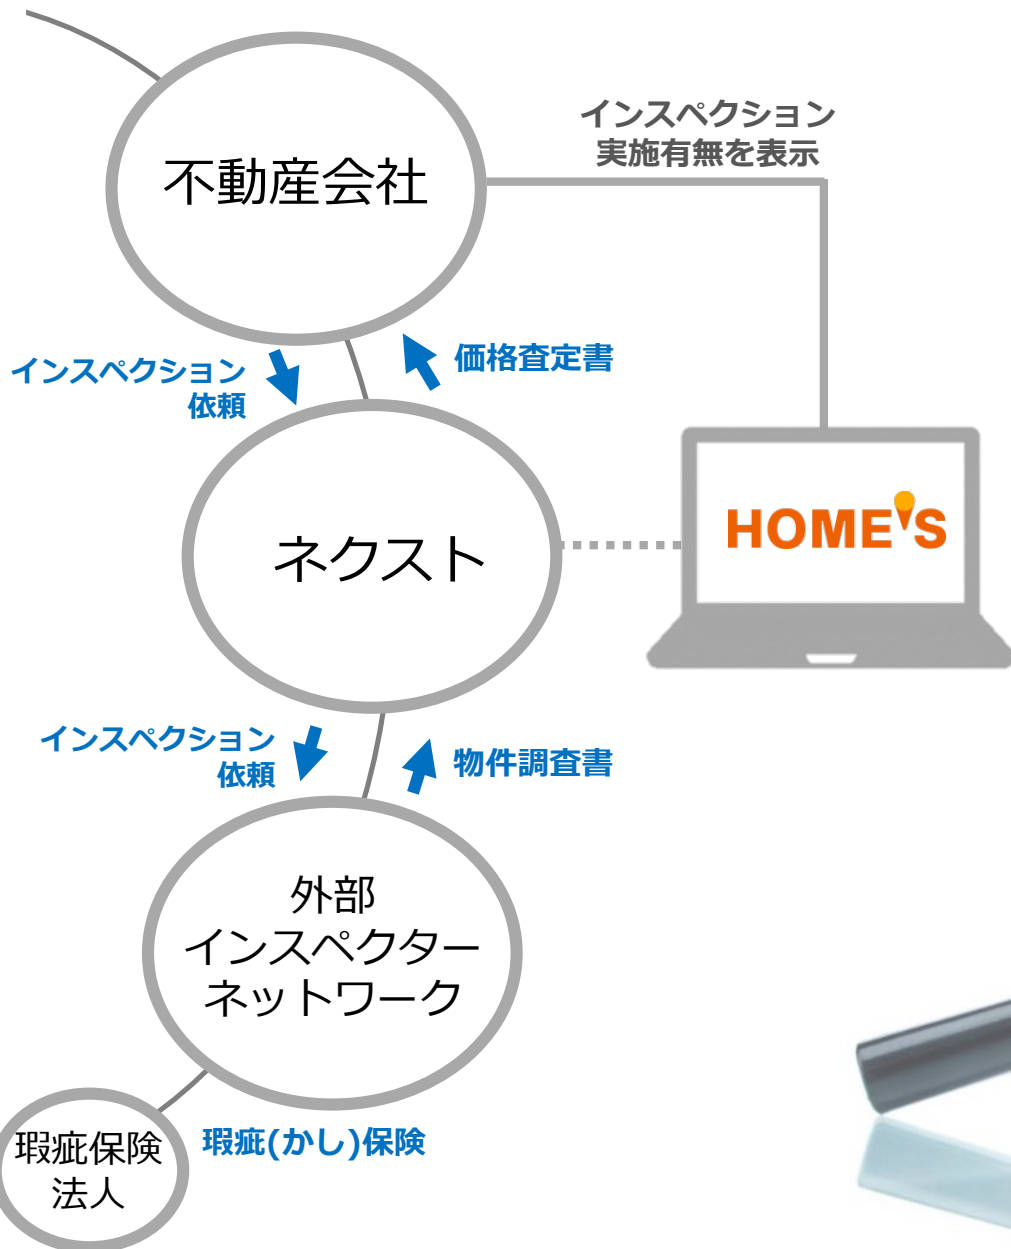 インスペクション
実施有無を表示
不動産会社
インスペクション
依頼
価格査定書
HOME'S
ネクスト
インスペクション
依頼
物件調査書
外部
インスペクター
ネットワーク
瑕疵(かし)保険
瑕疵保険
法人